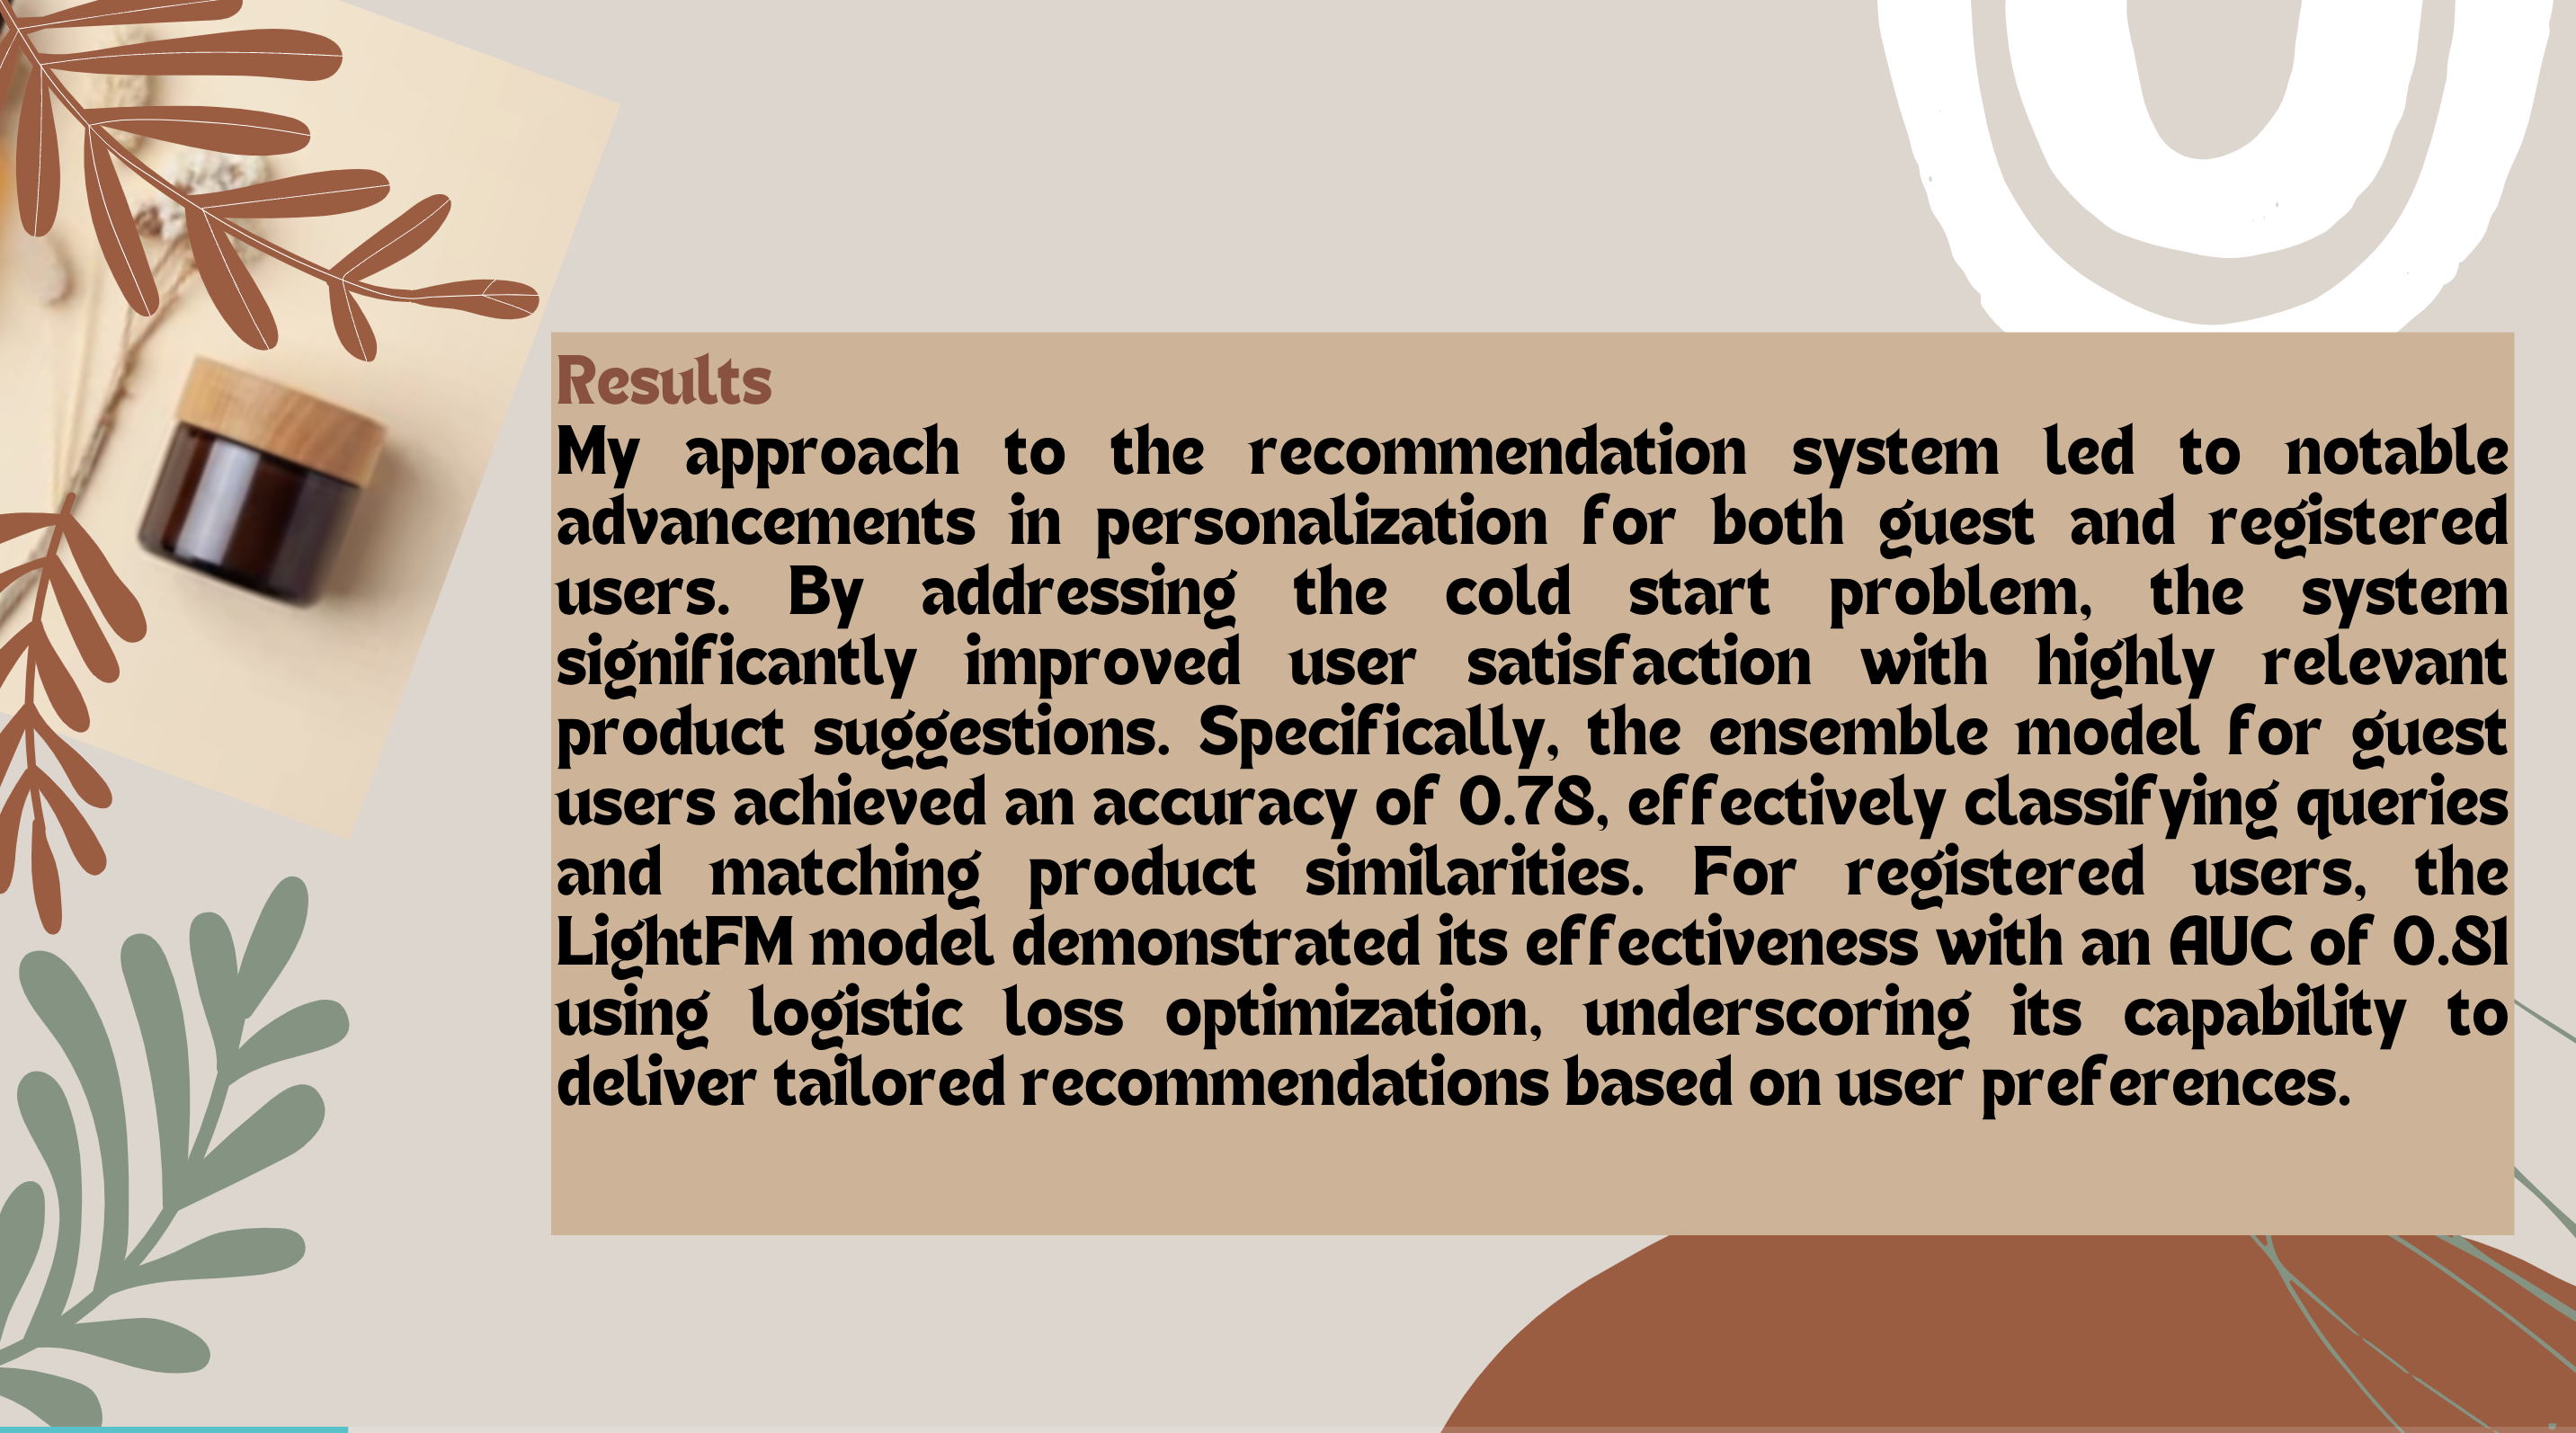 Results
My approach to the recommendation system led to notable
advancements in personalization for both guest and registered
users. By addressing the cold start problem, the system
significantly improved user satisfaction with highly relevant
product suggestions. Specifically, the ensemble model for guest
users achieved an accuracy of 0.78, effectively classifying queries
and matching product similarities. For registered users, the
LightFM model demonstrated its effectiveness with an AUC of 0.81
using logistic loss optimization, underscoring its capability to
deliver tailored recommendations based on user preferences.